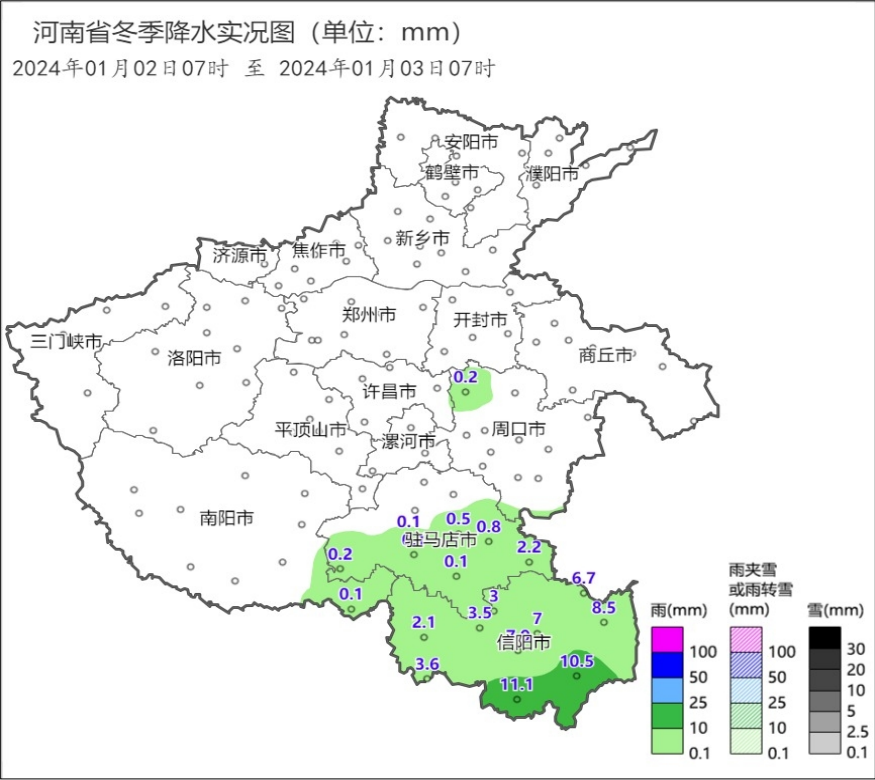 河南省冬季降水实况图（单位：mm）
2024年01月02日07时 至 2024年01月03日07时
安阳市
鹤壁市
濮阳市
新乡市
济源市
焦作市
郑州市
开封市
三门峡市
洛阳市
商丘市
0.2
许昌市
平顶山市
漯河市
周口市
南阳市
0.1
0.5
0.8
驻马店市
2.2
0.2
0.1
6.7
0.1
3
8.5
3.5
2.1
7
信阳市
10.5
3.6
11.1
雨(mm)
100
50
25
10
0.1
雨夹雪
或雨转雪
(mm)
100
50
25
10
0.1
雪(mm)
30
20
10
5
2.5
0.1